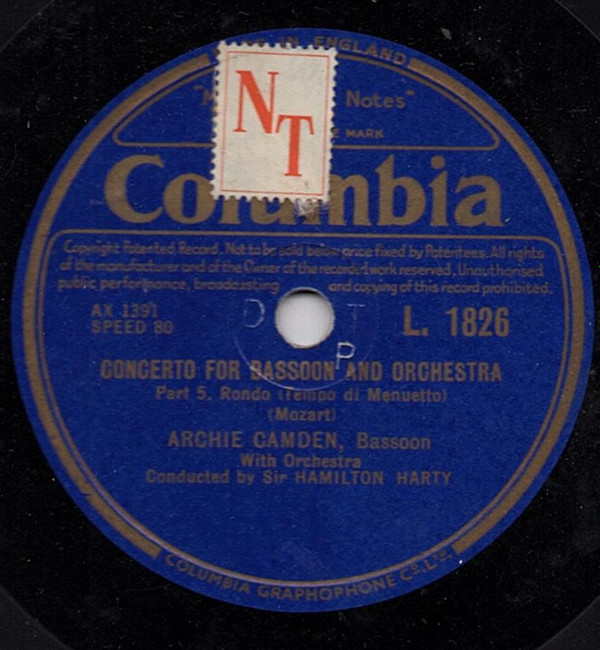 IN ENGLAND
Notes"
MARK
NT
Columbia
Copyright Patented Record. Not to be sold below price fixed by Patentees. All rights
of the manufacturer and of the Owner of the recorded work reserved. Unauthorised
public performance, broadcasting and copying of this record prohibited.
AX 1391
SPEED 80
L. 1826
D T
P
CONCERTO FOR BASSOON AND ORCHESTRA
Part 5. Rondo (Tempo di Menuetto)
(Mozart)
ARCHIE CAMDEN, Bassoon
With Orchestra
Conducted by Sir HAMILTON HARTY
COLUMBIA GRAPHOPHONE Co. Ltd.